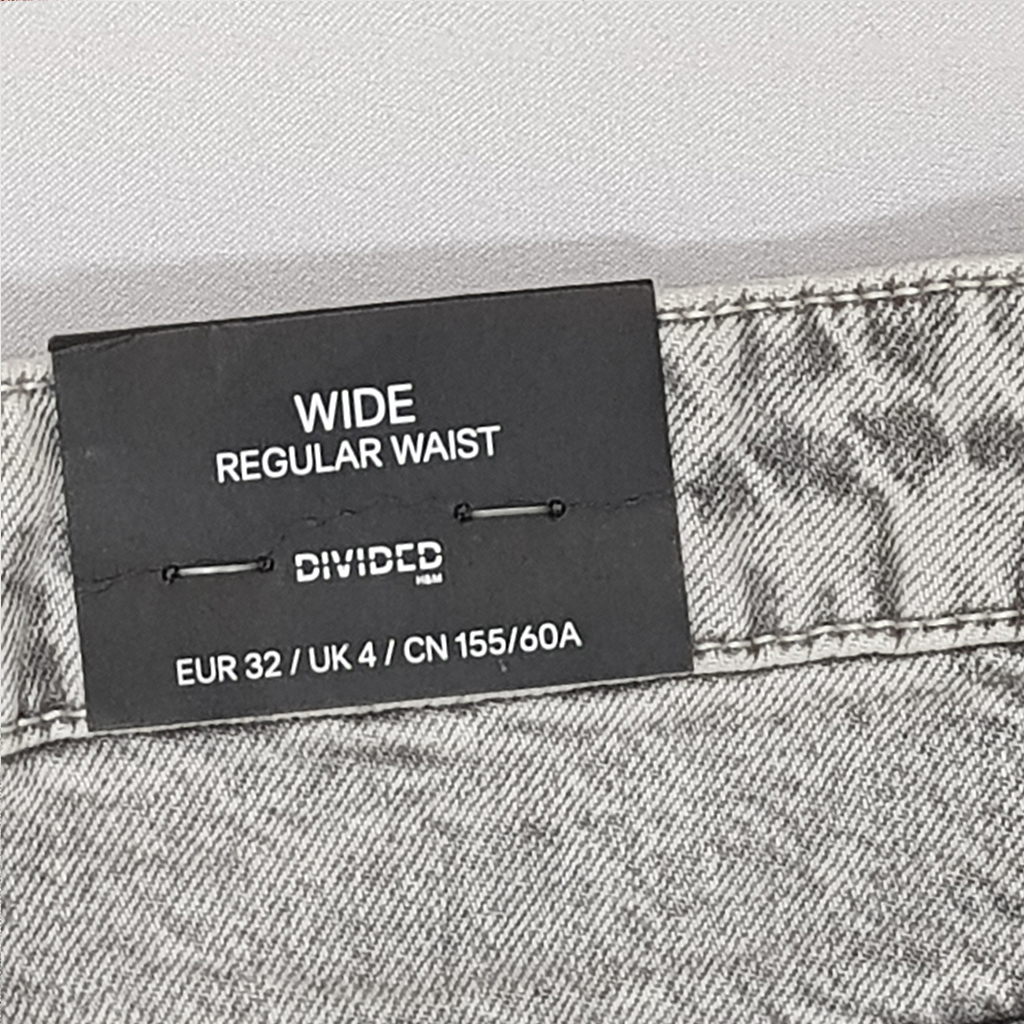 WIDE
REGULAR WAIST
DIVIDED
H&M
EUR 32 / UK 4 / CN 155/60A